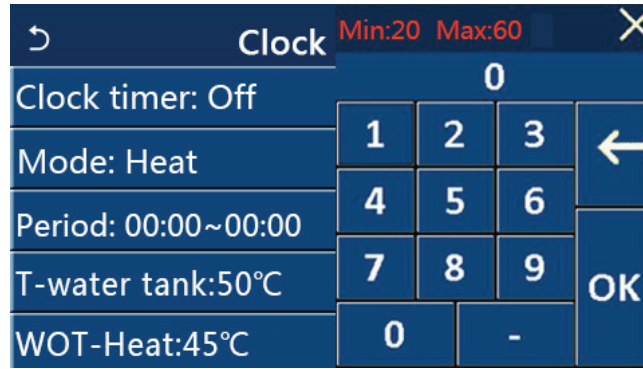 Clock
Clock timer: Off
Mode: Heat
Period: 00:00~00:00
T-water tank:50℃
WOT-Heat:45℃
Min:20 Max:60
0
1 2 3
4 5 6
7 8 9
0 -
OK